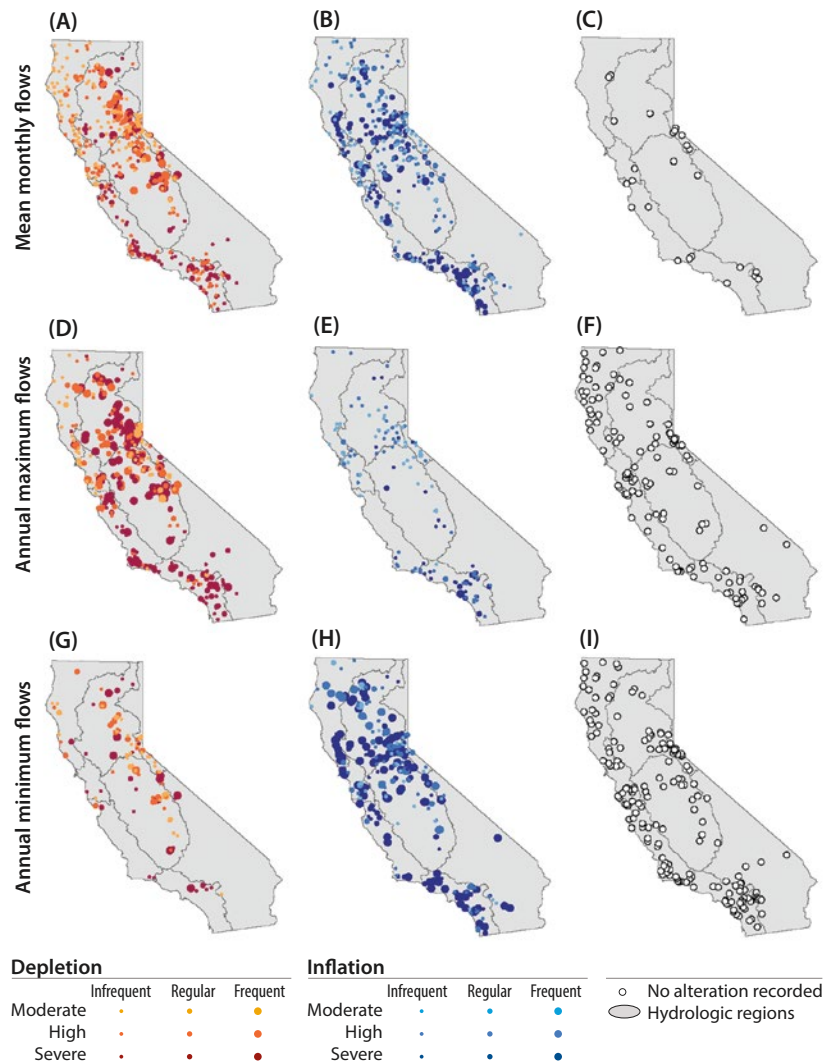 (A) (B) (C)
Mean monthly flows
(D) (E) (F)
Annual maximum flows
(G) (H) (I)
Annual minimum flows
Depletion
Infrequent Regular Frequent
Moderate
High
Severe
Inflation
Infrequent Regular Frequent
Moderate
High
Severe
No alteration recorded
Hydrologic regions